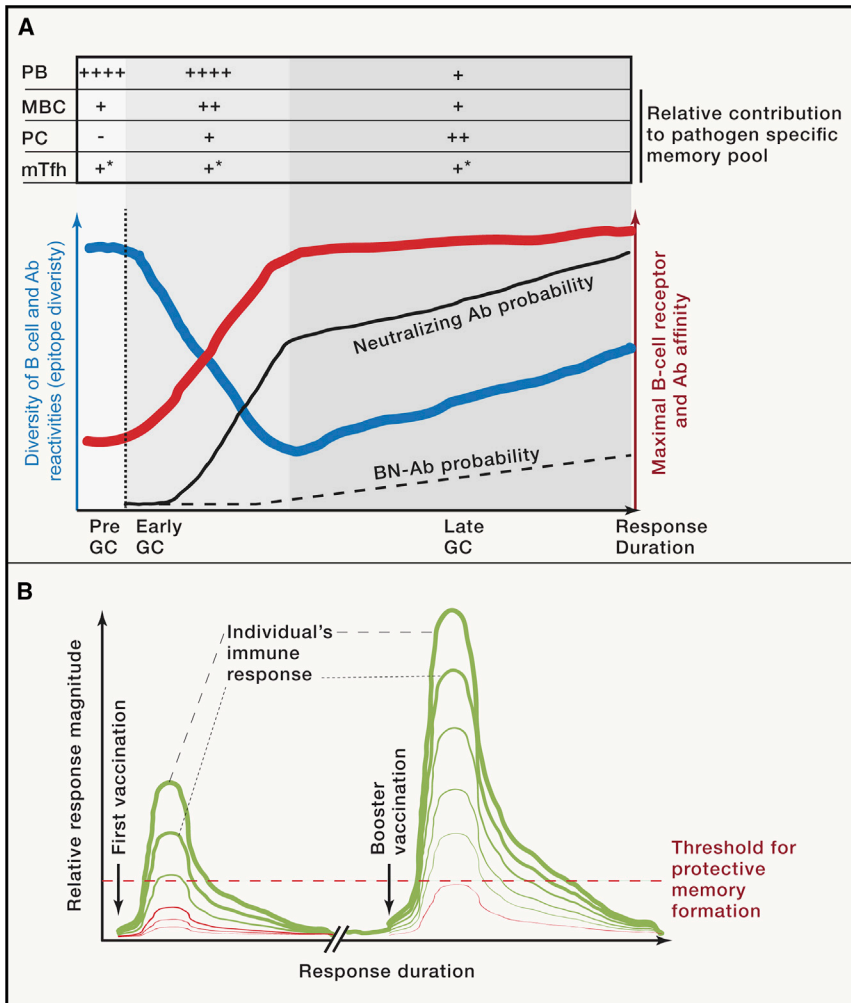 A
PB ++++ ++++ +
MBC + ++ +
PC - + ++
mTfh +* +* +*
Relative contribution
to pathogen specific
memory pool
Diversity of B cell and Ab
reactivities (epitope diveristy)
Neutralizing Ab probability
BN-Ab probability
Maximal B-cell receptor
and Ab affinity
Pre
GC
Early
GC
Late
GC
Response
Duration
B
Relative response magnitude
First vaccination
Individual's
immune
response
Booster
vaccination
Threshold for
protective
memory
formation
Response duration